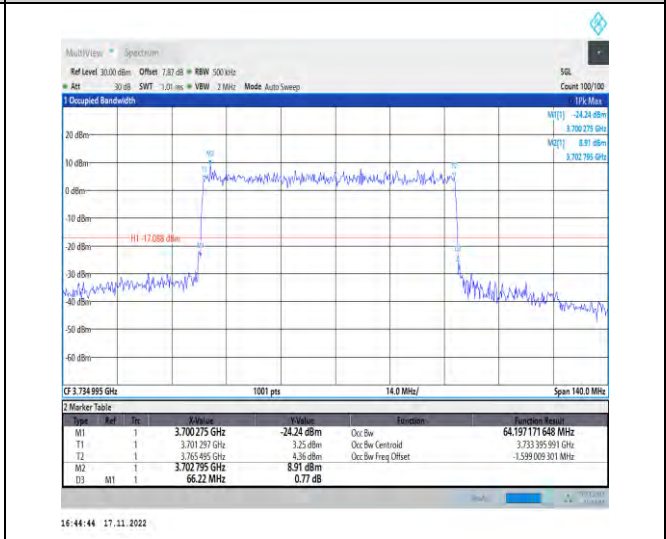 MultiView Spectrum
Ref Level 30.00 dBm Offset 7.87 dB RBW 500 kHz SGL
Att 30 dB SWT 1.01 ms VBW 2 MHz Mode Auto Sweep Count 100/100
1 Occupied Bandwidth 1Pk Max
M1[1] -24.24 dBm
3.700 275 GHz
M2[1] 8.91 dBm
3.702 795 GHz
20 dBm
10 dBm
0 dBm
-10 dBm
H1 -17.088 dBm
-20 dBm
-30 dBm
-40 dBm
-50 dBm
-60 dBm
M2
T1
T2
CF 3.734 995 GHz 1001 pts 14.0 MHz/ Span 140.0 MHz
2 Marker Table
Type Ref Trc X-Value Y-Value Function Function Result
M1 1 3.700275 GHz -24.24 dBm Occ Bw 64.197171648 MHz
T1 1 3.701 297 GHz 3.25 dBm Occ Bw Centroid 3.733 395 991 GHz
T2 1 3.765 495 GHz 4.36 dBm Occ Bw Freq Offset -1.599 009 301 MHz
M2 1 3.702795 GHz 8.91 dBm
D3 M1 1 66.22 MHz 0.77 dB
16:44:44 17.11.2022